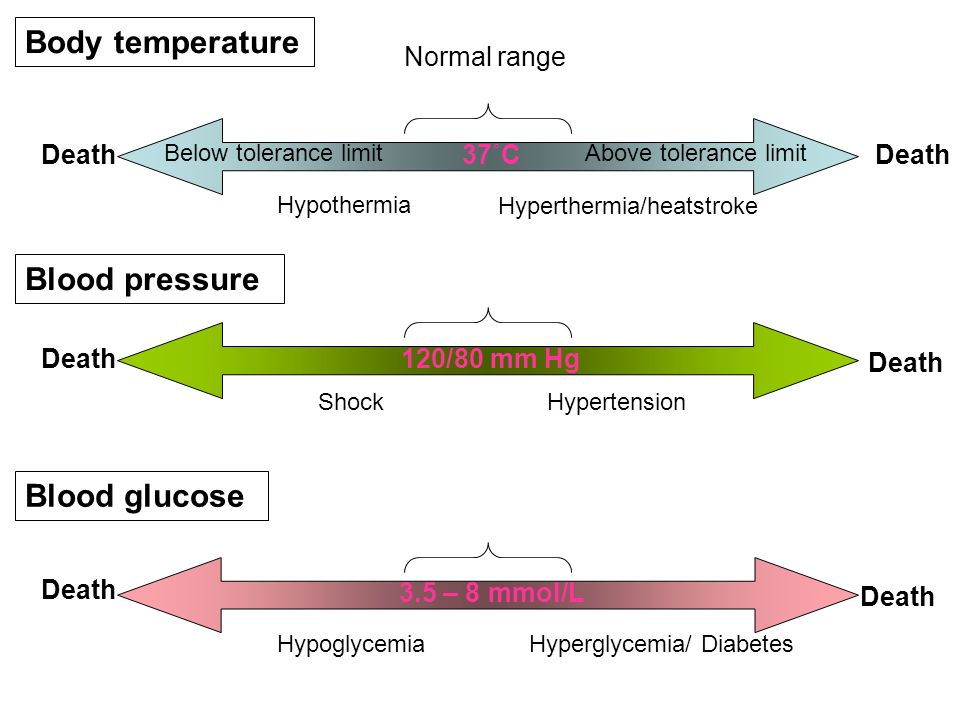 Body temperature
Normal range
Death
Below tolerance limit
37˚C
Above tolerance limit
Death
Hypothermia
Hyperthermia/heatstroke
Blood pressure
Death
120/80 mm Hg
Death
Shock
Hypertension
Blood glucose
Death
3.5 – 8 mmol/L
Death
Hypoglycemia
Hyperglycemia/ Diabetes